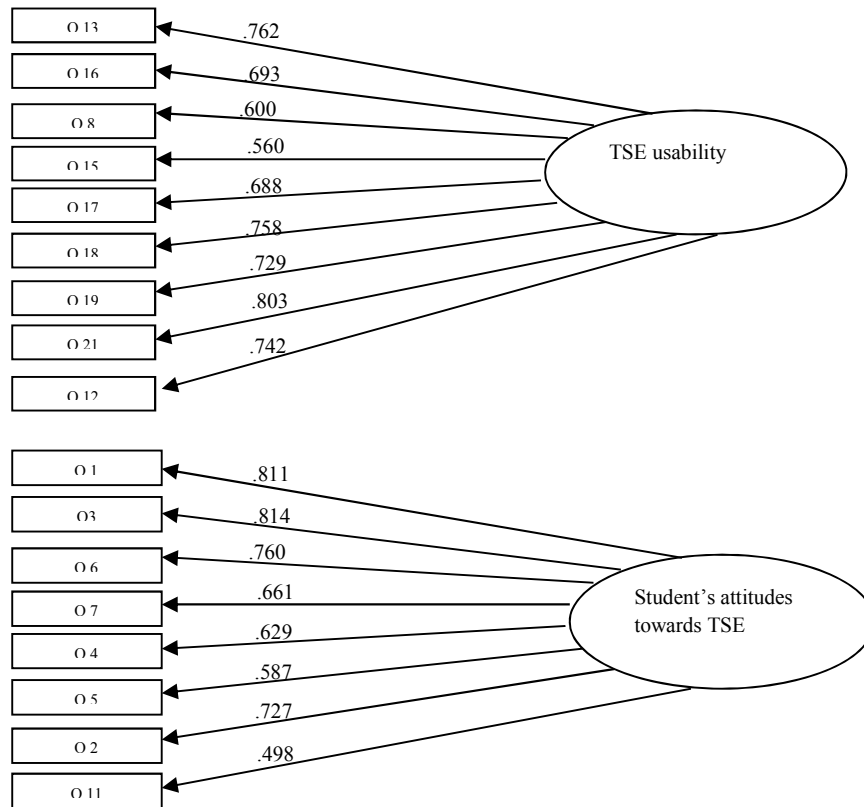 O 13
.762
O 16
.693
O 8
.600
O 15
.560
O 17
.688
O 18
.758
O 19
.729
O 21
.803
O 12
.742
TSE usability
O 1
.811
O3
.814
O 6
.760
O 7
.661
O 4
.629
O 5
.587
O 2
.727
O 11
.498
Student’s attitudes
towards TSE